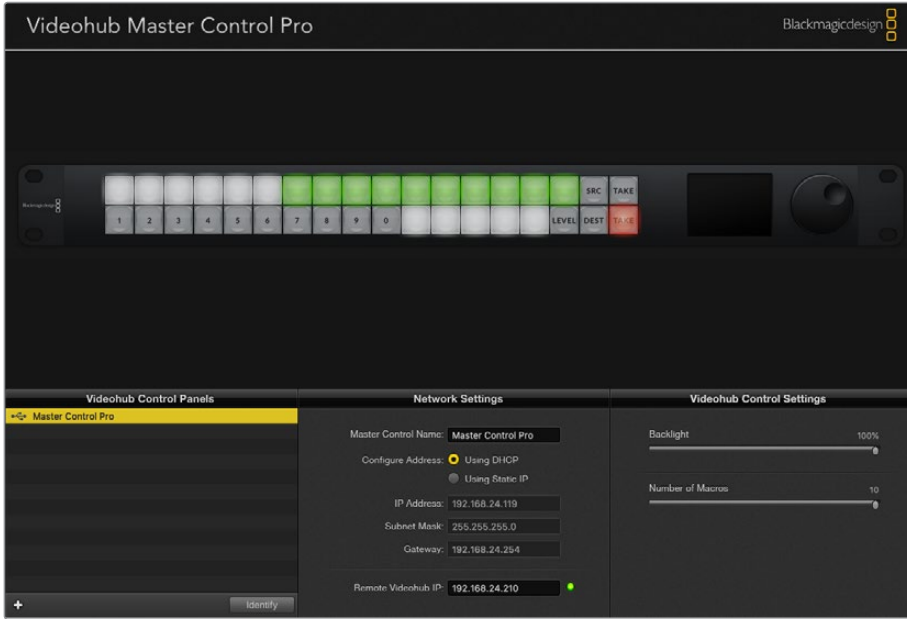 Videohub Master Control Pro
Blackmagicdesign
SRC TAKE
1 2 3 4 5 6 7 8 9 0 LEVEL DEST TAKE
Videohub Control Panels
Master Control Pro
Identify
Network Settings
Master Control Name: Master Control Pro
Configure Address: Using DHCP
Using Static IP
IP Address: 192.168.24.119
Subnet Mask: 255.255.255.0
Gateway: 192.168.24.254
Remote Videohub IP: 192.168.24.210
Videohub Control Settings
Backlight 100%
Number of Macros 10